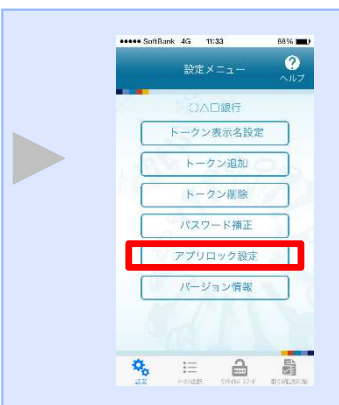 ●●●●● SoftBank 4G 11:33 88%
設定メニュー
?
ヘルプ
〇△□銀行
トークン表示名設定
トークン追加
トークン削除
パスワード補正
アプリロック設定
バージョン情報
設定